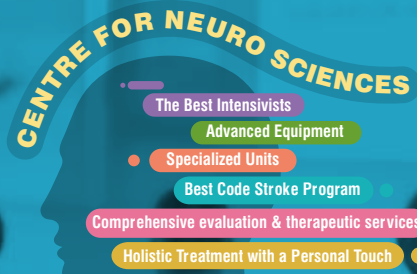 CENTRE FOR NEURO SCIENCES
The Best Intensivists
Advanced Equipment
Specialized Units
Best Code Stroke Program
Comprehensive evaluation & therapeutic services
Holistic Treatment with a Personal Touch